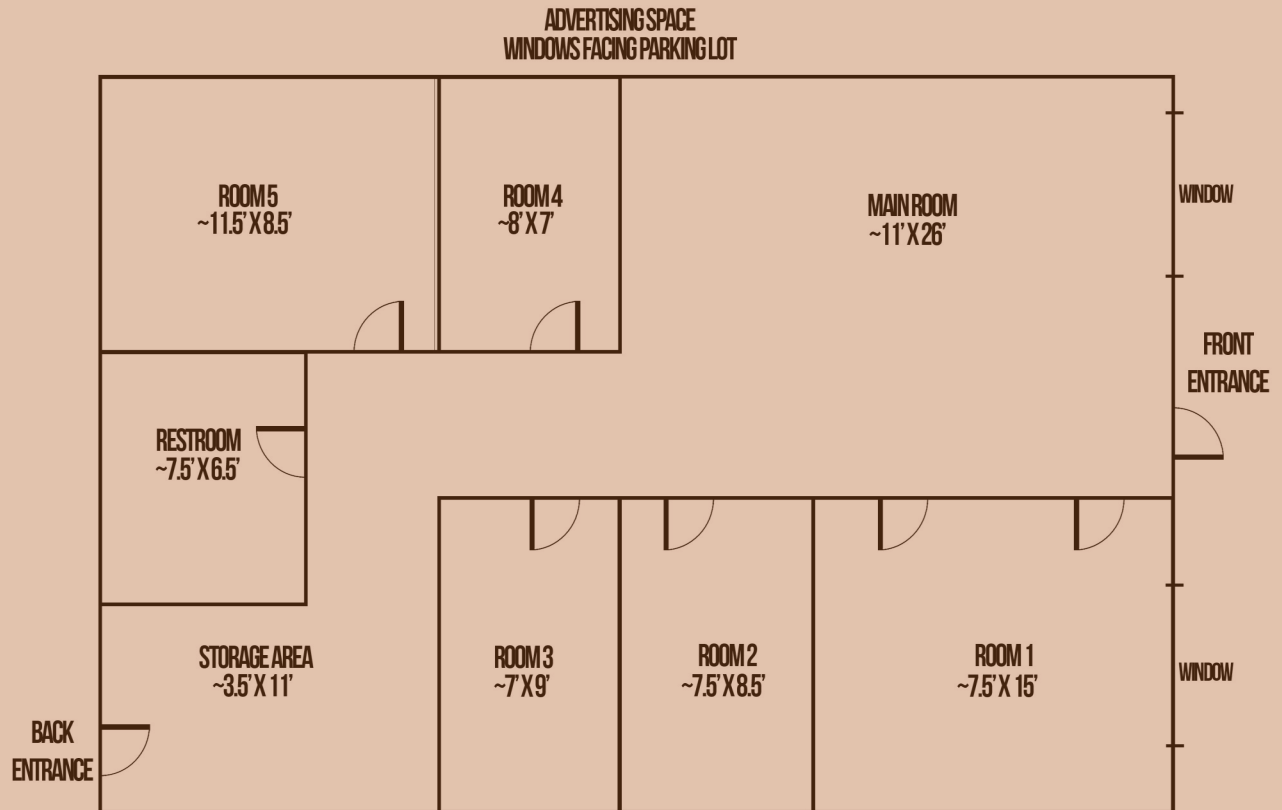 ADVERTISING SPACE
WINDOWS FACING PARKING LOT
ROOM 5
~11.5' X 8.5'
ROOM 4
~8' X 7'
MAIN ROOM
~11' X 26'
WINDOW
FRONT
ENTRANCE
RESTROOM
~7.5' X 6.5'
STORAGE AREA
~3.5' X 11'
ROOM 3
~7' X 9'
ROOM 2
~7.5' X 8.5'
ROOM 1
~7.5' X 15'
WINDOW
BACK
ENTRANCE